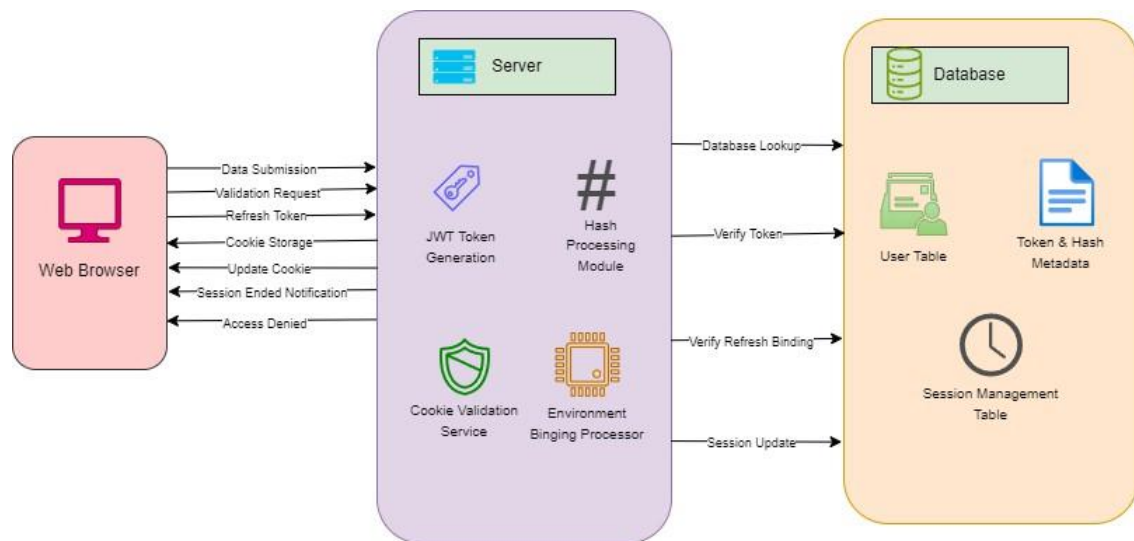 Server
Database
Data Submission
Validation Request
Refresh Token
Cookie Storage
Update Cookie
Session Ended Notification
Access Denied
Web Browser
JWT Token
Generation
Hash
Processing
Module
Cookie Validation
Service
Environment
Binging Processor
Database Lookup
Verify Token
Verify Refresh Binding
Session Update
User Table
Token & Hash
Metadata
Session Management
Table